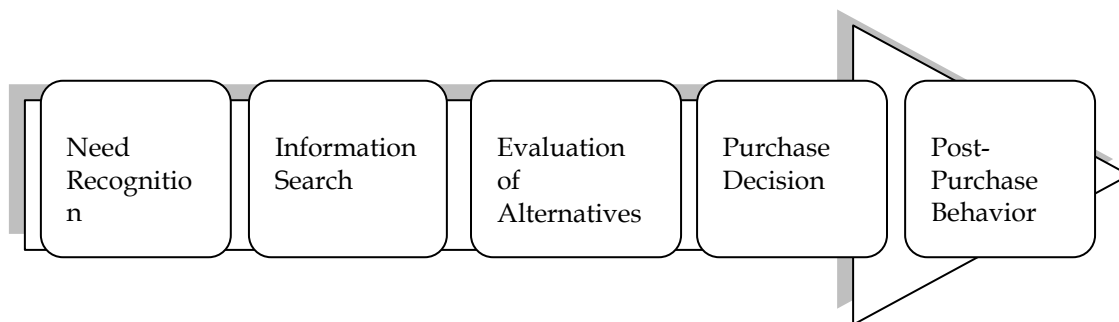 Need
Recognitio
n
Information
Search
Evaluation
of
Alternatives
Purchase
Decision
Post-
Purchase
Behavior